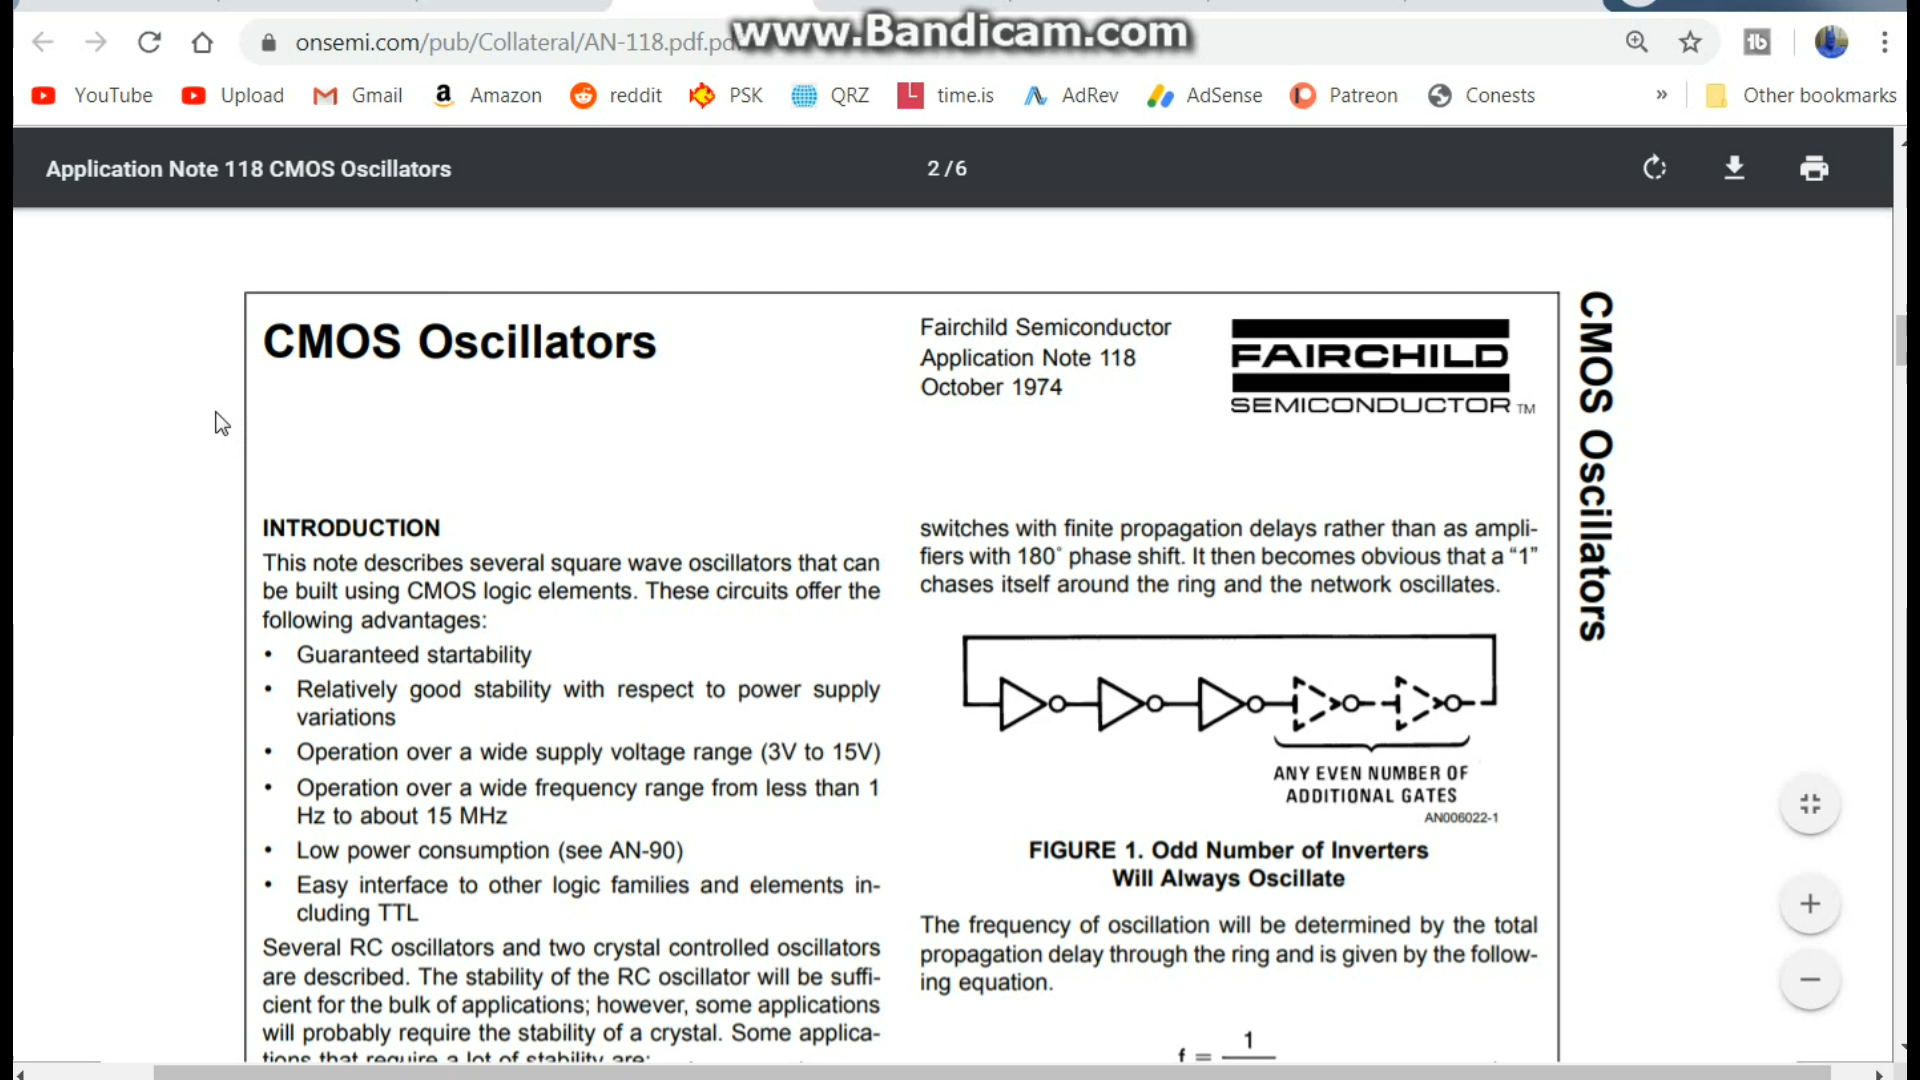 www.Bandicam.com
onsemi.com/pub/Collateral/AN-118.pdf.pd
YouTube Upload Gmail Amazon reddit PSK QRZ time.is AdRev AdSense Patreon Conests » Other bookmarks
Application Note 118 CMOS Oscillators
2 / 6
CMOS Oscillators
Fairchild Semiconductor
Application Note 118
October 1974
FAIRCHILD
SEMICONDUCTOR TM
CMOS Oscillators
INTRODUCTION
This note describes several square wave oscillators that can
be built using CMOS logic elements. These circuits offer the
following advantages:
• Guaranteed startability
• Relatively good stability with respect to power supply
variations
• Operation over a wide supply voltage range (3V to 15V)
• Operation over a wide frequency range from less than 1
Hz to about 15 MHz
• Low power consumption (see AN-90)
• Easy interface to other logic families and elements in-
cluding TTL
Several RC oscillators and two crystal controlled oscillators
are described. The stability of the RC oscillator will be suffi-
cient for the bulk of applications; however, some applications
will probably require the stability of a crystal. Some applica-
tions that require a lot of stability are:
switches with finite propagation delays rather than as ampli-
fiers with 180° phase shift. It then becomes obvious that a “1”
chases itself around the ring and the network oscillates.
ANY EVEN NUMBER OF
ADDITIONAL GATES
AN006022-1
FIGURE 1. Odd Number of Inverters
Will Always Oscillate
The frequency of oscillation will be determined by the total
propagation delay through the ring and is given by the follow-
ing equation.
f = 1